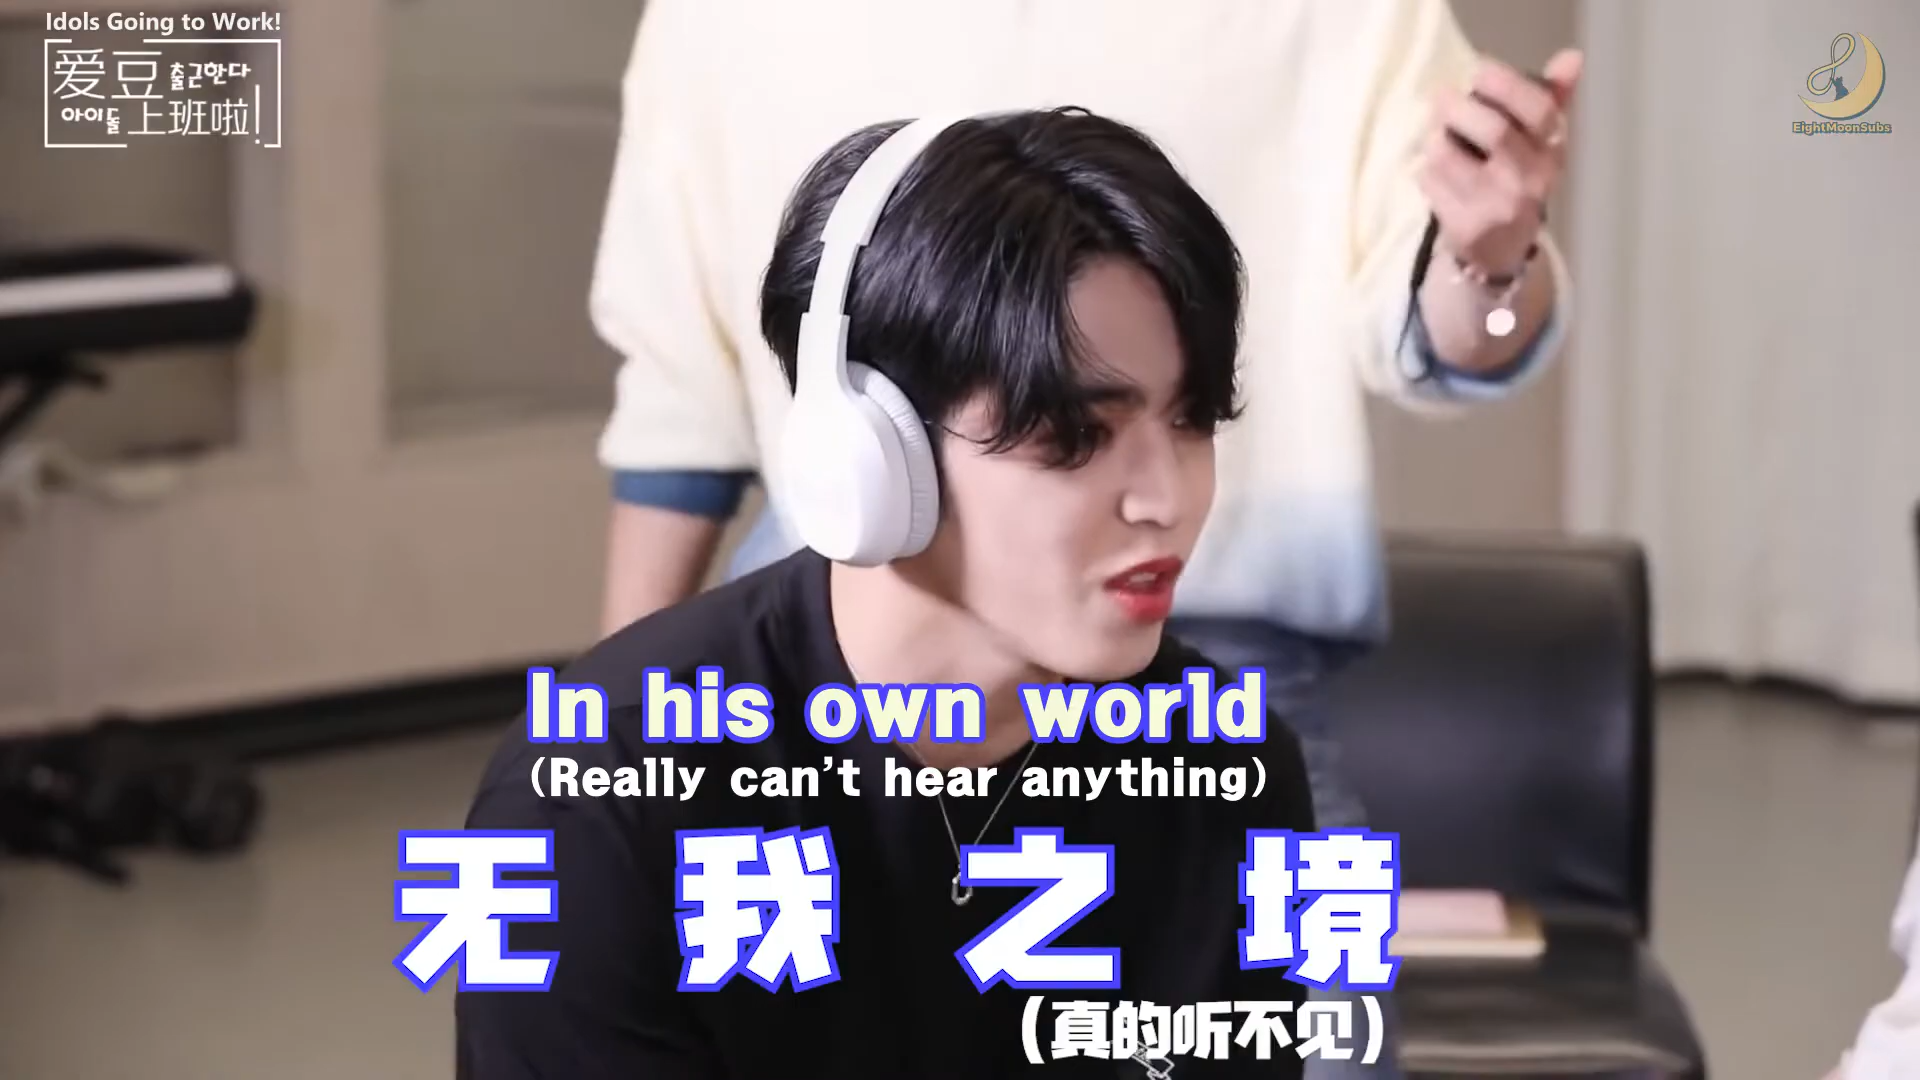 Idols Going to Work!
爱豆 출근한다
아이돌 上班啦!
EightMoonSubs
In his own world
(Really can't hear anything)
无我之境
(真的听不见)